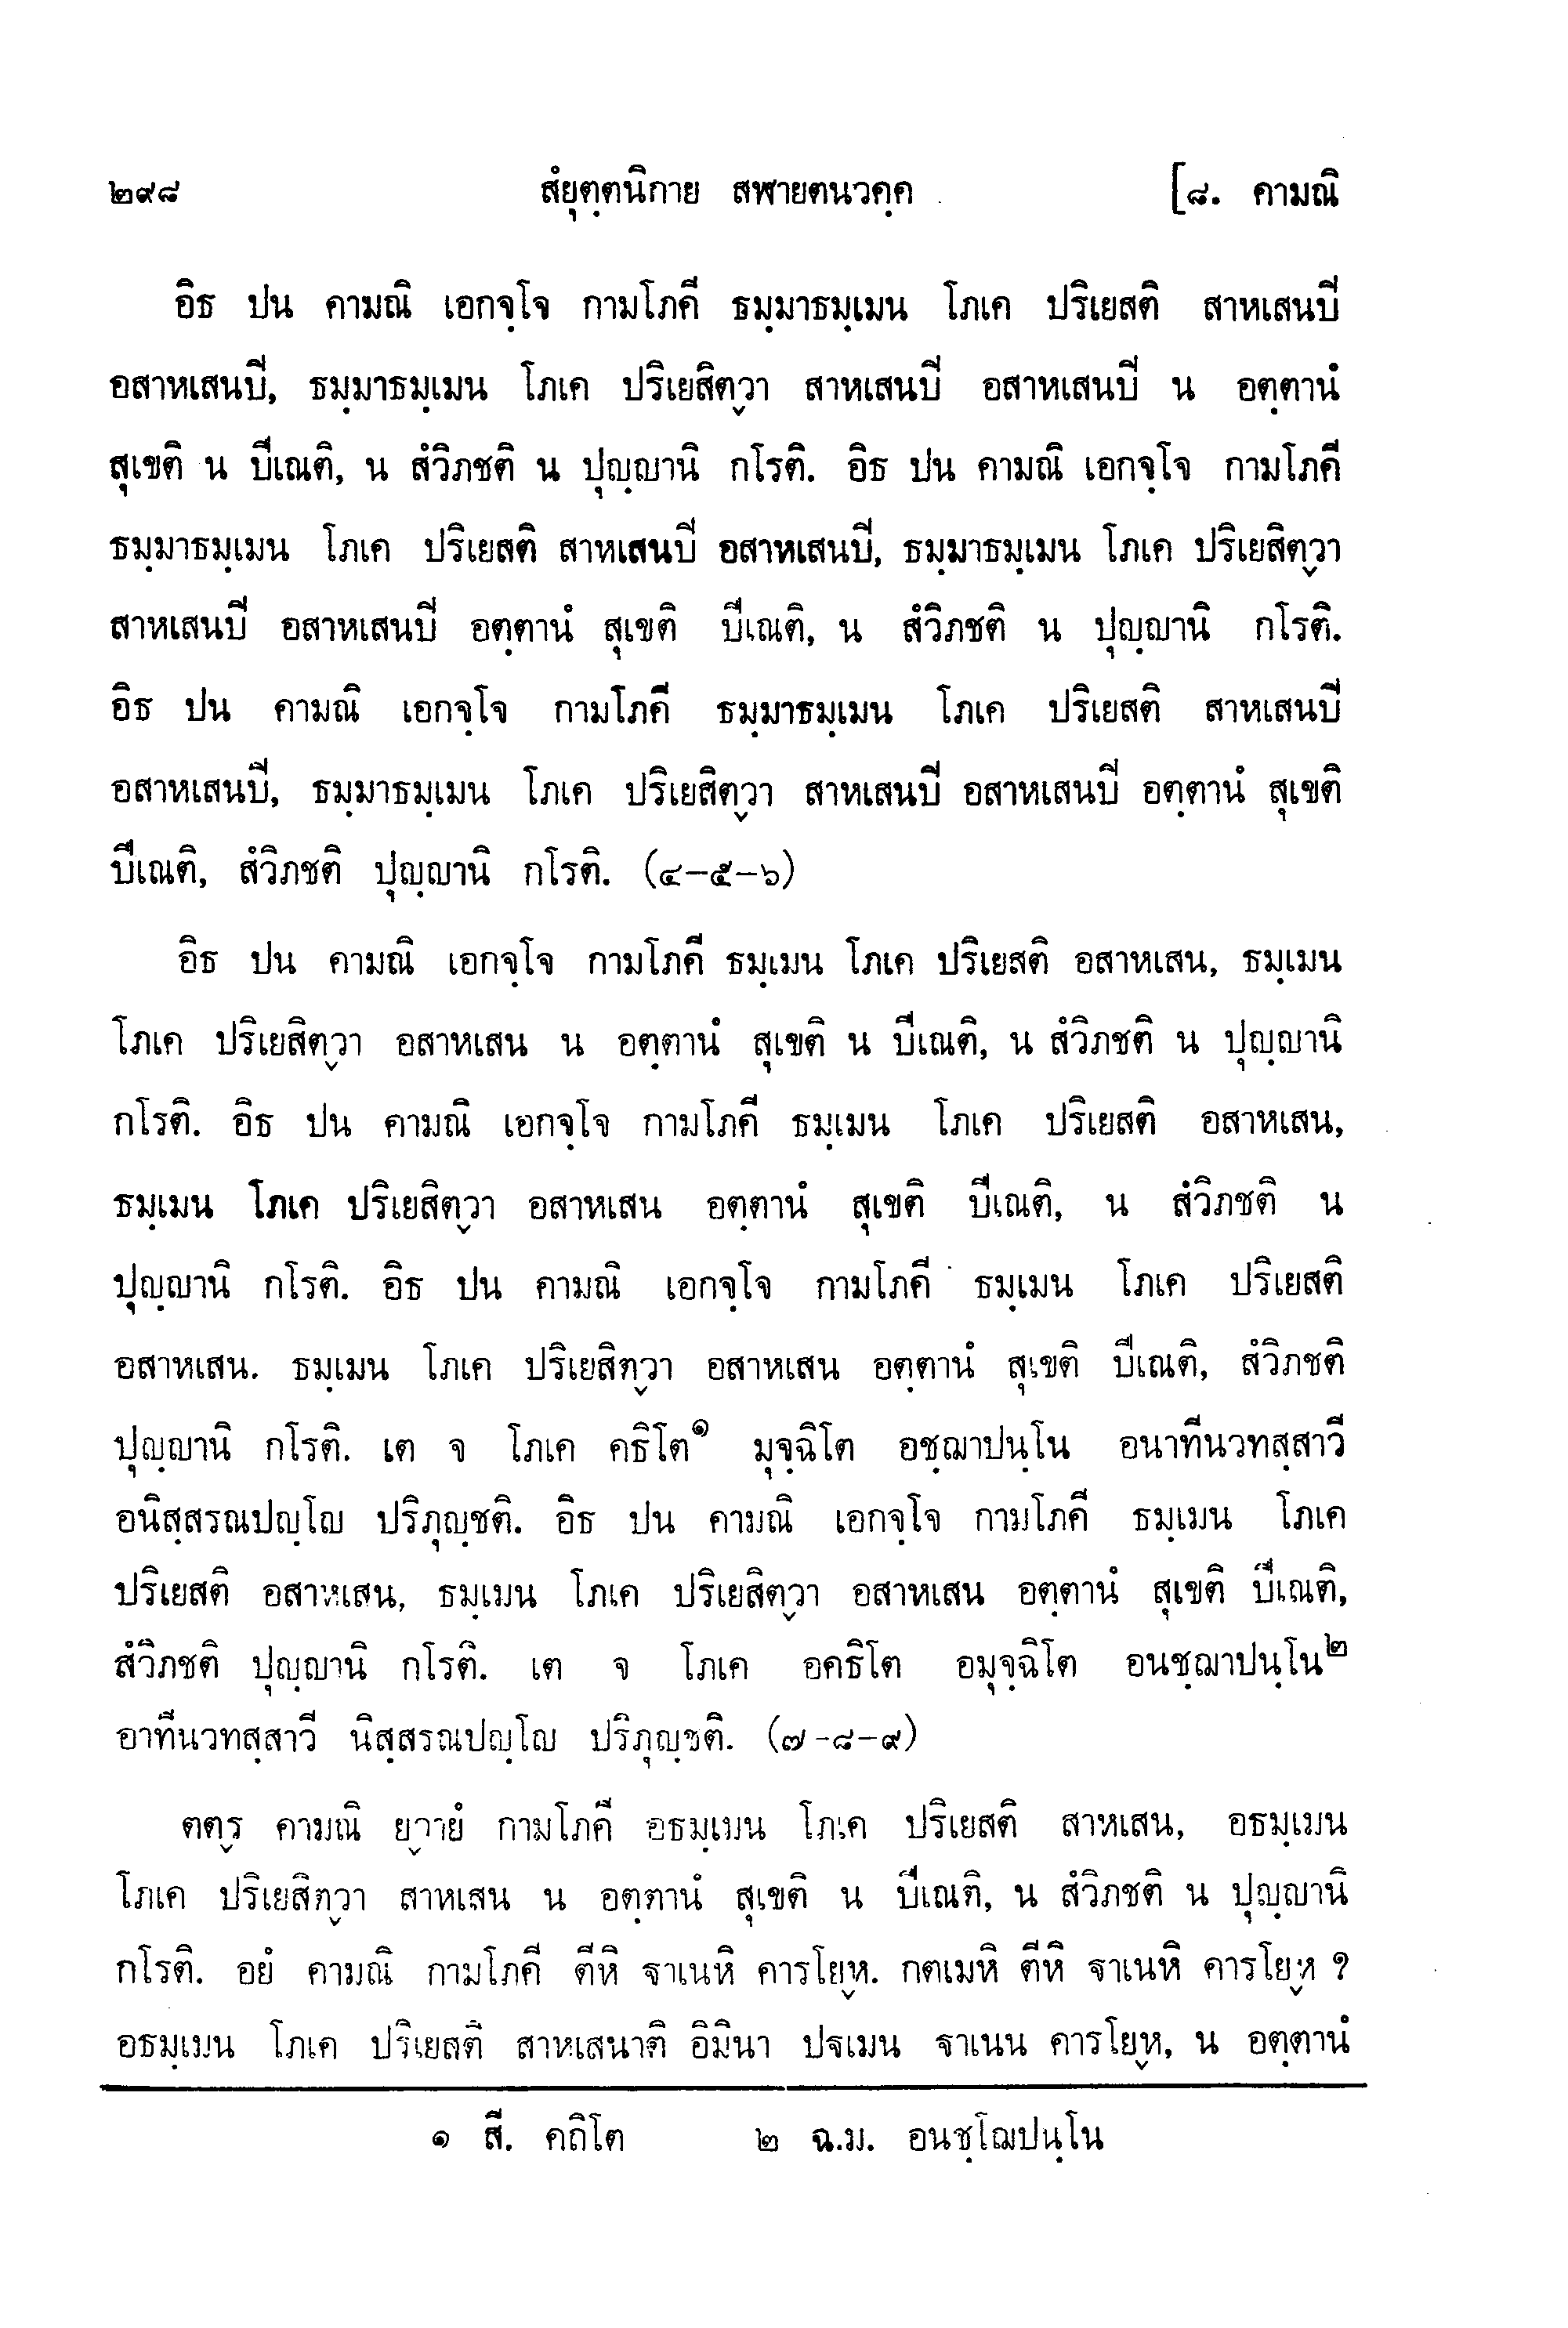 ๒๙๘ สํยุตฺตนิกาย สฬายตนวคฺค [๘. คามณิ
อิธ ปน คามณิ เอกจฺโจ กามโภคี ธมฺมาธมฺเมน โภเค ปริเยสติ สาหเสนปี
อสาหเสนปี, ธมฺมาธมฺเมน โภเค ปริเยสิตฺวา สาหเสนปี อสาหเสนปี น อตฺตานํ
สุเขติ น ปีเณติ, น สํวิภชติ น ปุญฺญานิ กโรติ. อิธ ปน คามณิ เอกจฺโจ กามโภคี
ธมฺมาธมฺเมน โภเค ปริเยสติ สาหเสนปี อสาหเสนปี, ธมฺมาธมฺเมน โภเค ปริเยสิตฺวา
สาหเสนปี อสาหเสนปี อตฺตานํ สุเขติ ปีเณติ, น สํวิภชติ น ปุญฺญานิ กโรติ.
อิธ ปน คามณิ เอกจฺโจ กามโภคี ธมฺมาธมฺเมน โภเค ปริเยสติ สาหเสนปี
อสาหเสนปี, ธมฺมาธมฺเมน โภเค ปริเยสิตฺวา สาหเสนปี อสาหเสนปี อตฺตานํ สุเขติ
ปีเณติ, สํวิภชติ ปุญฺญานิ กโรติ. (๔-๕-๖)
อิธ ปน คามณิ เอกจฺโจ กามโภคี ธมฺเมน โภเค ปริเยสติ อสาหเสน, ธมฺเมน
โภเค ปริเยสิตฺวา อสาหเสน น อตฺตานํ สุเขติ น ปีเณติ, น สํวิภชติ น ปุญฺญานิ
กโรติ. อิธ ปน คามณิ เอกจฺโจ กามโภคี ธมฺเมน โภเค ปริเยสติ อสาหเสน,
ธมฺเมน โภเค ปริเยสิตฺวา อสาหเสน อตฺตานํ สุเขติ ปีเณติ, น สํวิภชติ น
ปุญฺญานิ กโรติ. อิธ ปน คามณิ เอกจฺโจ กามโภคี ธมฺเมน โภเค ปริเยสติ
อสาหเสน. ธมฺเมน โภเค ปริเยสิตฺวา อสาหเสน อตฺตานํ สุเขติ ปีเณติ, สํวิภชติ
ปุญฺญานิ กโรติ. เต จ โภเค คธิโต๑ มุจฺฉิโต อชฺฌาปนฺโน อนาทีนวทสฺสาวี
อนิสฺสรณปญฺโญ ปริภุญฺชติ. อิธ ปน คามณิ เอกจฺโจ กามโภคี ธมฺเมน โภเค
ปริเยสติ อสาหเสน, ธมฺเมน โภเค ปริเยสิตฺวา อสาหเสน อตฺตานํ สุเขติ ปีเณติ,
สํวิภชติ ปุญฺญานิ กโรติ. เต จ โภเค อคธิโต อมุจฺฉิโต อนชฺฌาปนฺโน๒
อาทีนวทสฺสาวี นิสฺสรณปญฺโญ ปริภุญฺชติ. (๗-๘-๙)
ตตฺร คามณิ ยฺวายํ กามโภคี อธมฺเมน โภเค ปริเยสติ สาหเสน, อธมฺเมน
โภเค ปริเยสิตฺวา สาหเสน น อตฺตานํ สุเขติ น ปีเณติ, น สํวิภชติ น ปุญฺญานิ
กโรติ. อยํ คามณิ กามโภคี ตีหิ ฐาเนหิ คารโยฺห. กตเมหิ ตีหิ ฐาเนหิ คารโยฺห ?
อธมฺเมน โภเค ปริเยสตี สาหเสนาติ อิมินา ปฐเมน ฐาเนน คารโยฺห, น อตฺตานํ
๑ สี. คถิโต ๒ ฉ.ม. อนชฺโฌปนฺโน